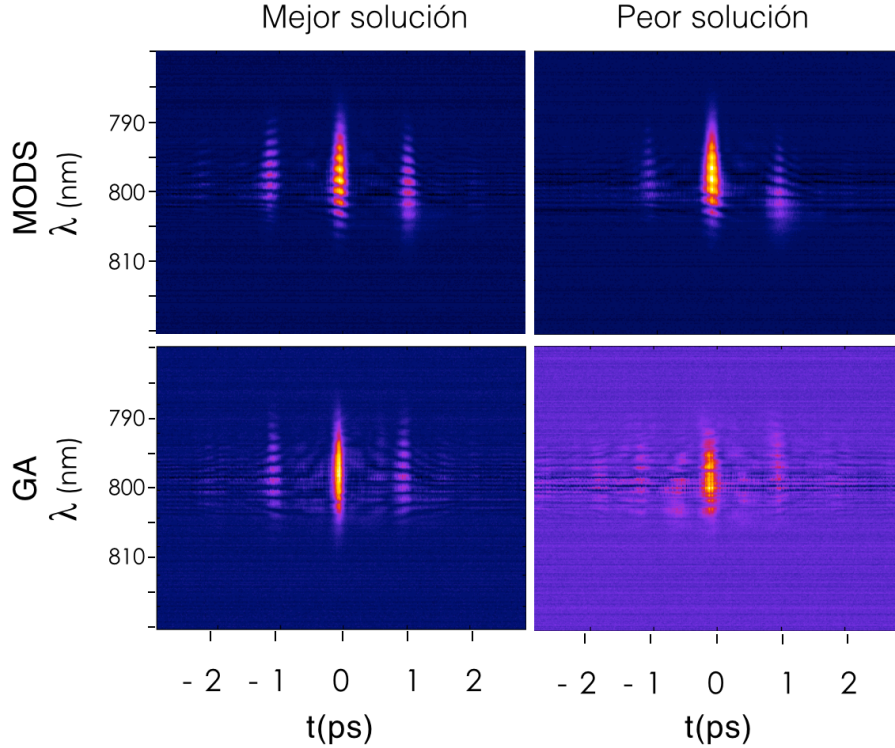 Mejor solución
Peor solución
MODS
λ (nm)
790
800
810
GA
λ (nm)
790
800
810
- 2 - 1 0 1 2
- 2 - 1 0 1 2
t(ps)
t(ps)